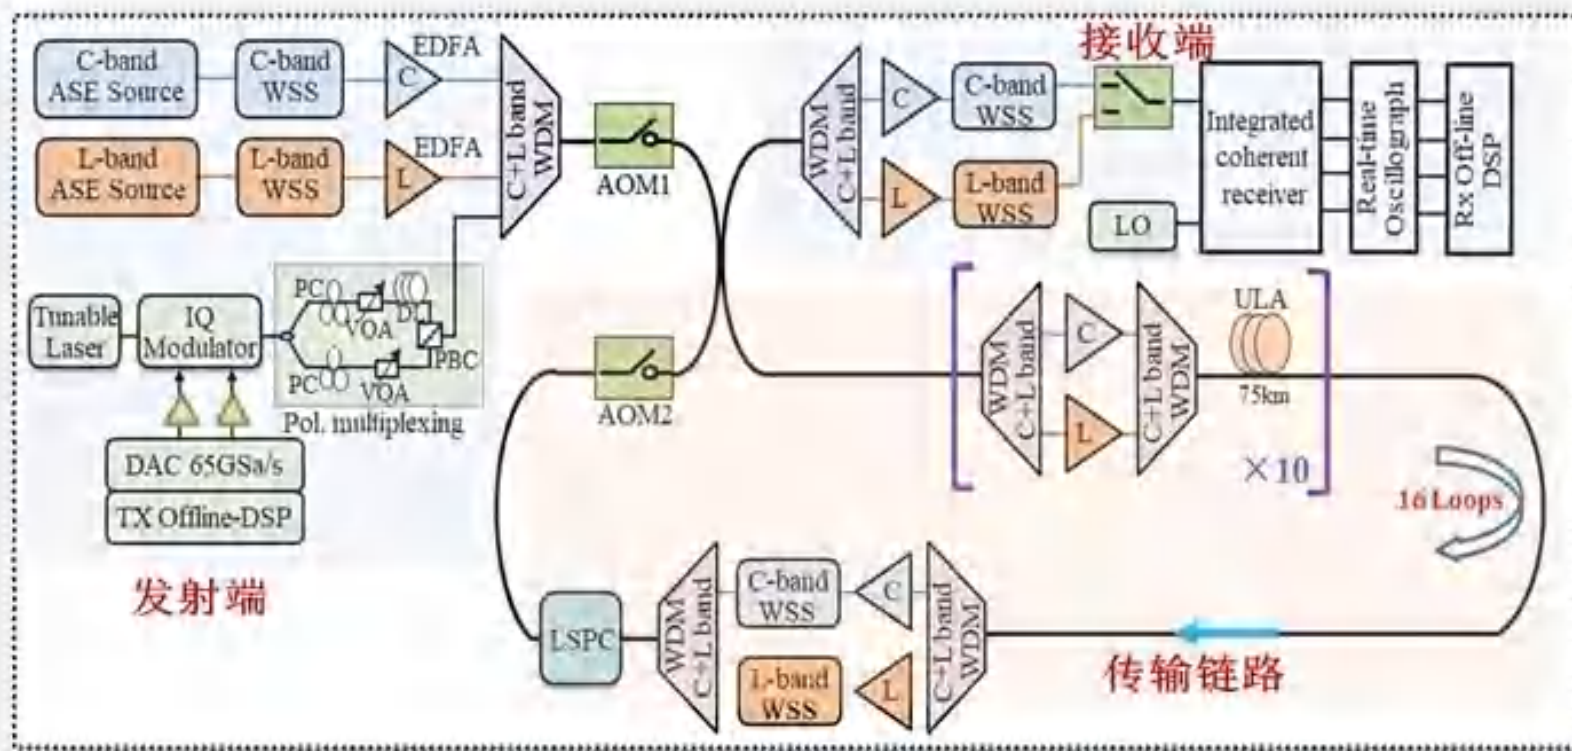 接收端
C-band
ASE Source
C-band
WSS
C
EDFA
L-band
ASE Source
L-band
WSS
L
EDFA
C+L band
WDM
AOM1
WDM
C+L band
C
C-band
WSS
L
L-band
WSS
Integrated
coherent
receiver
LO
Real-time
Oscillograph
Rx Off-line
DSP
Tunable
Laser
IQ
Modulator
PC
VOA
DL
PBC
PC
VOA
Pol. multiplexing
DAC 65GSa/s
TX Offline-DSP
发射端
AOM2
WDM
C+L band
C
L
C+L band
WDM
ULA
75km
×10
16 Loops
LSPC
WDM
C+L band
C-band
WSS
C
L-band
WSS
L
C+L band
WDM
传输链路